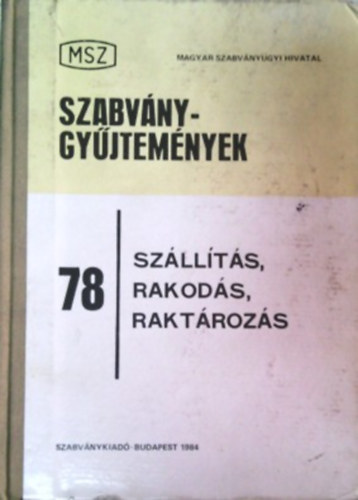 MSZ
MAGYAR SZABVÁNYÜGYI HIVATAL
SZABVÁNY-
GYŰJTEMÉNYEK
78
SZÁLLÍTÁS,
RAKODÁS,
RAKTÁROZÁS
SZABVÁNYKIADÓ-BUDAPEST 1984